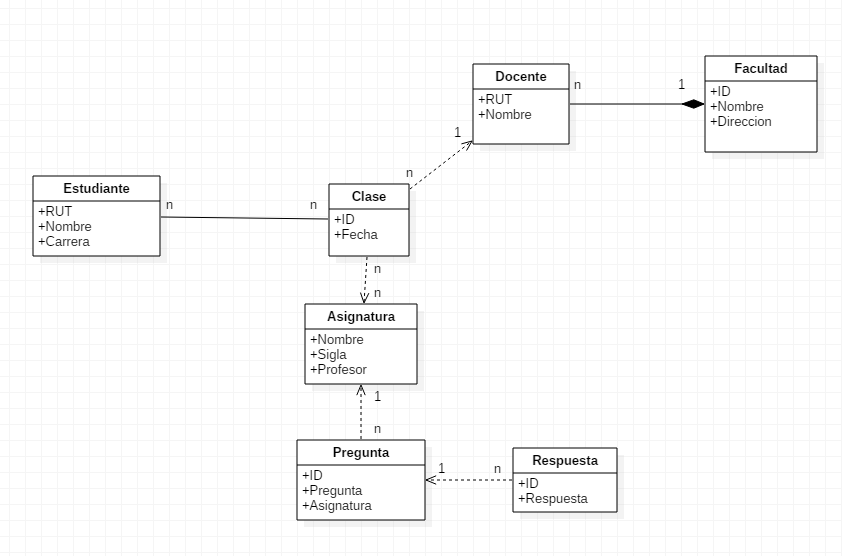 Docente
+RUT
+Nombre
n
1
Facultad
+ID
+Nombre
+Direccion
1
n
Estudiante
+RUT
+Nombre
+Carrera
n
n
Clase
+ID
+Fecha
n
n
Asignatura
+Nombre
+Sigla
+Profesor
1
n
Pregunta
+ID
+Pregunta
+Asignatura
1
n
Respuesta
+ID
+Respuesta